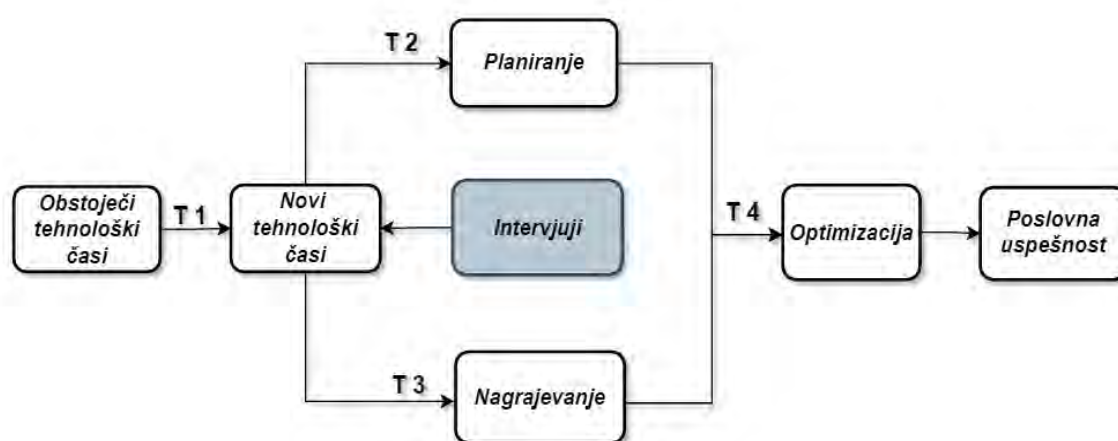 T 2
Planiranje
Obstoječi
tehnološki
časi
T 1
Novi
tehnološki
časi
Intervjuji
T 4
Optimizacija
Poslovna
uspešnost
T 3
Nagrajevanje